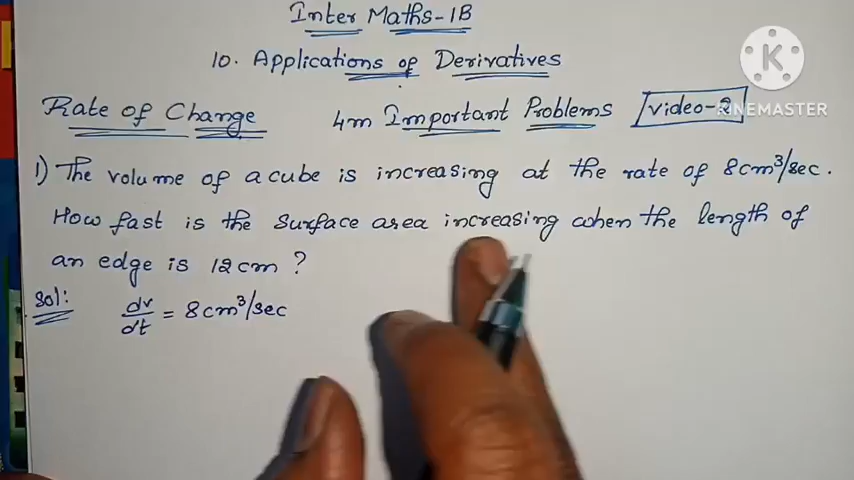 Inter Maths-1B
10. Applications of Derivatives
Rate of Change 4m Important Problems video-2
K
KINEMASTER
1) The volume of a cube is increasing at the rate of 8cm³/sec.
How fast is the surface area increasing when the length of
an edge is 12cm ?
Sol:
dv/dt = 8cm³/sec